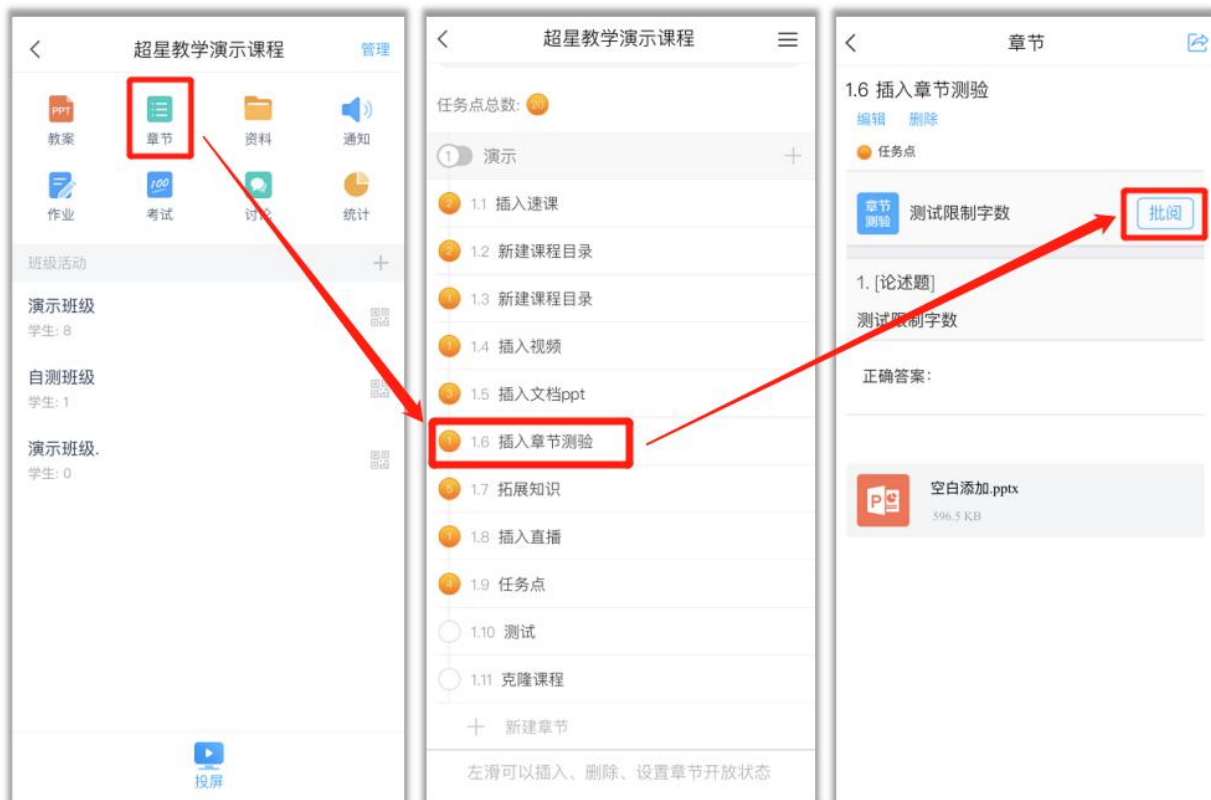 超星教学演示课程
管理
PPT
教案
章节
资料
通知
作业
100
考试
讨论
统计
班级活动
演示班级
学生: 8
自测班级
学生: 1
演示班级.
学生: 0
投屏
超星教学演示课程
任务点总数: 20
1 演示
2 1.1 插入速课
2 1.2 新建课程目录
1 1.3 新建课程目录
1 1.4 插入视频
3 1.5 插入文档ppt
1 1.6 插入章节测验
5 1.7 拓展知识
1 1.8 插入直播
4 1.9 任务点
1.10 测试
1.11 克隆课程
新建章节
左滑可以插入、删除、设置章节开放状态
章节
1.6 插入章节测验
编辑 删除
任务点
章节
测验
测试限制字数
批阅
1. [论述题]
测试限制字数
正确答案:
P
空白添加.pptx
596.5 KB